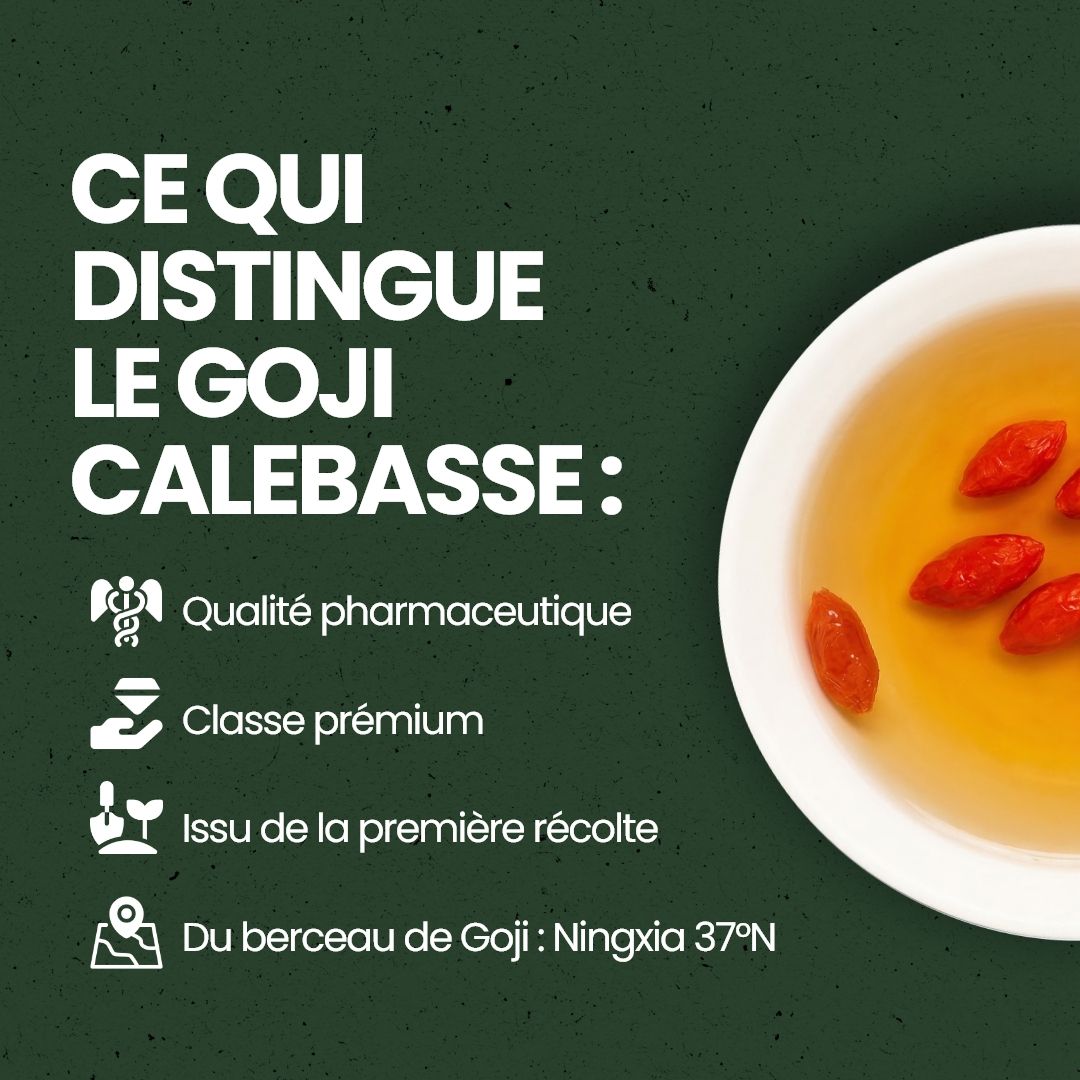 CE QUI
DISTINGUE
LE GOJI
CALEBASSE :
Qualité pharmaceutique
Classe prémium
Issu de la première récolte
Du berceau de Goji : Ningxia 37°N